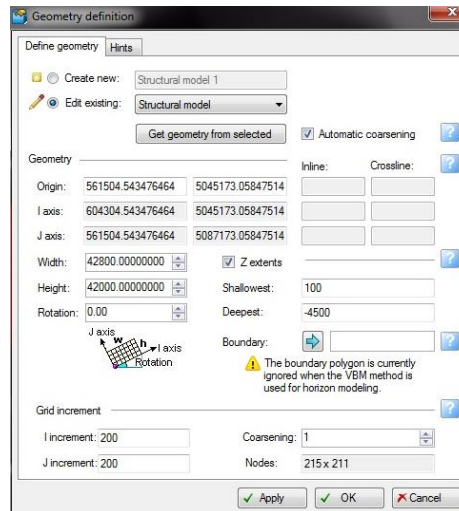 Geometry definition
Define geometry Hints
Create new: Structural model 1
Edit existing: Structural model
Get geometry from selected Automatic coarsening ?
Geometry Inline: Crossline: ?
Origin: 561504.543476464 5045173.05847514
I axis: 604304.543476464 5045173.05847514
J axis: 561504.543476464 5087173.05847514
Width: 42800.00000000 Z extents ?
Height: 42000.00000000 Shallowest: 100
Rotation: 0.00 Deepest: -4500
J axis
w h I axis
Rotation
Boundary: ?
The boundary polygon is currently
ignored when the VBM method is
used for horizon modeling.
Grid increment ?
I increment: 200 Coarsening: 1
J increment: 200 Nodes: 215 x 211
Apply OK Cancel